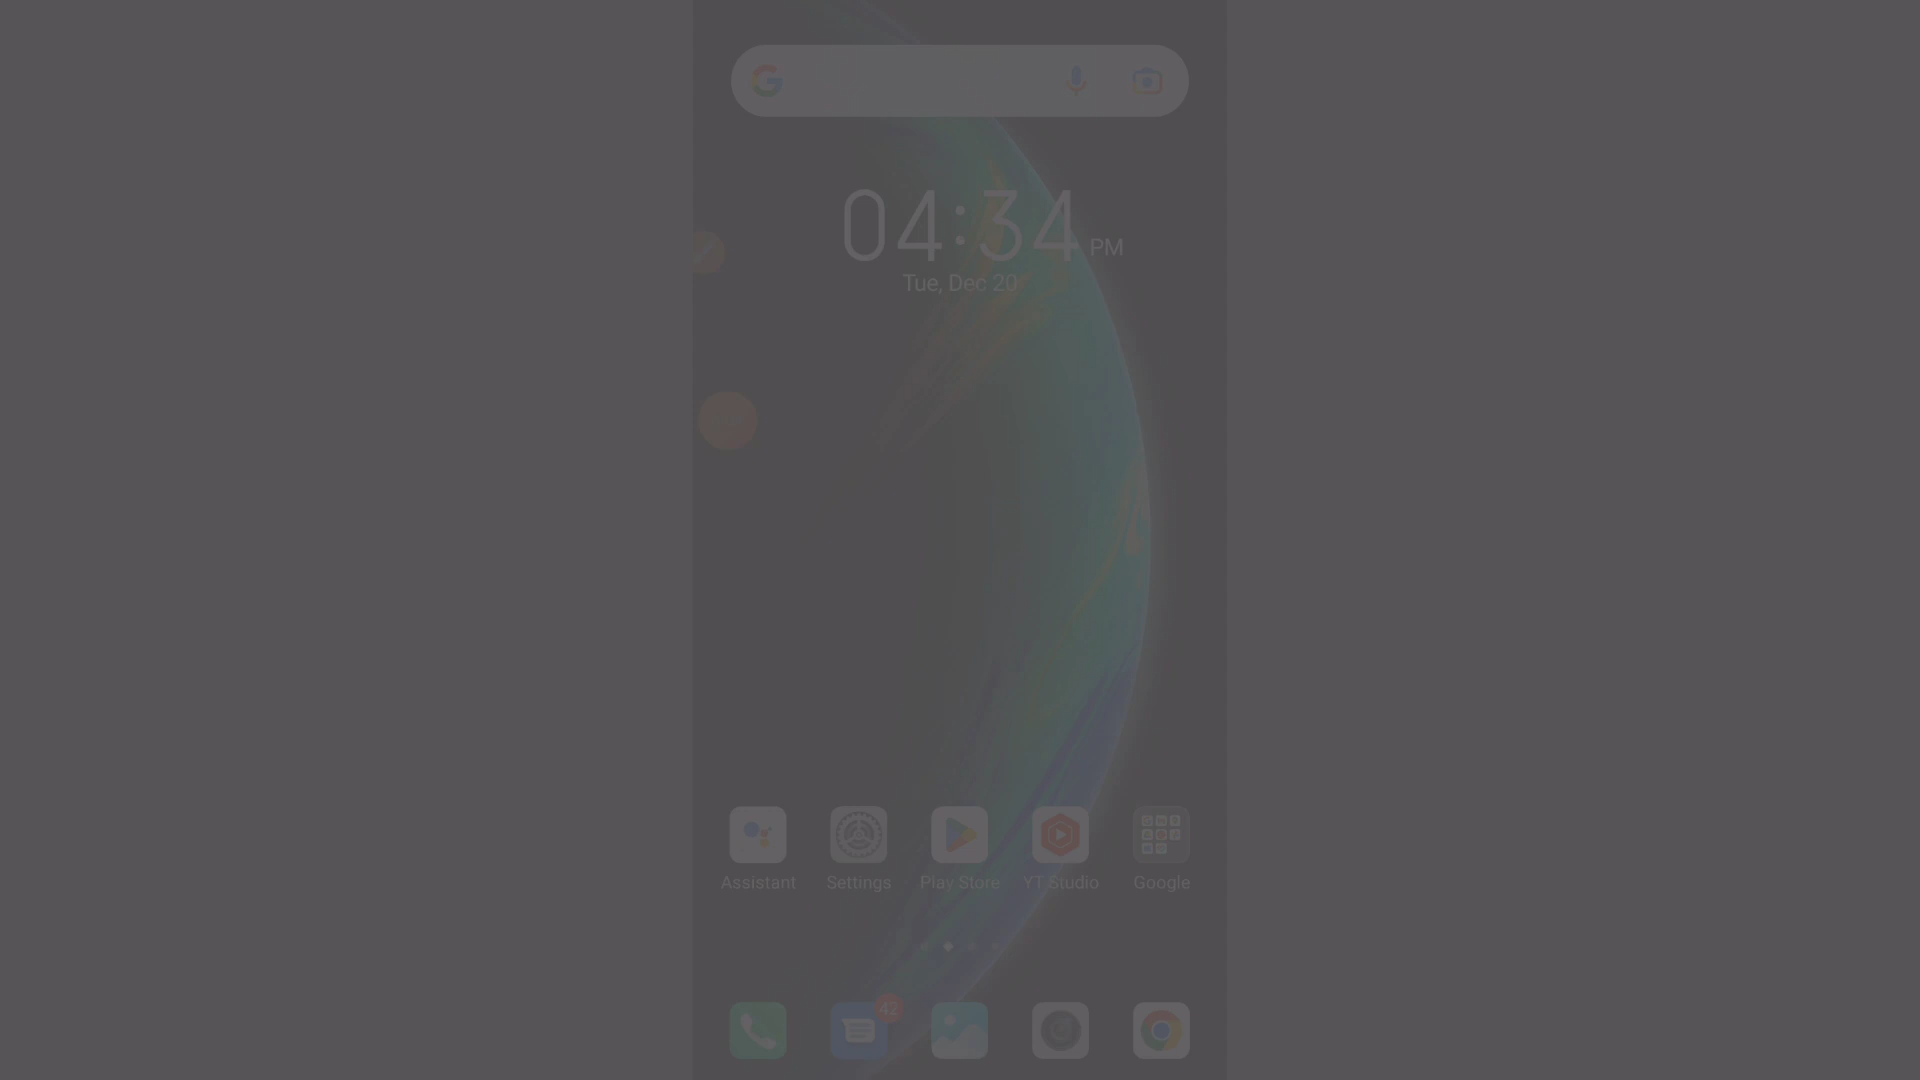 04:34 PM
Tue, Dec 20
Assistant
Settings
Play Store
YT Studio
Google
42